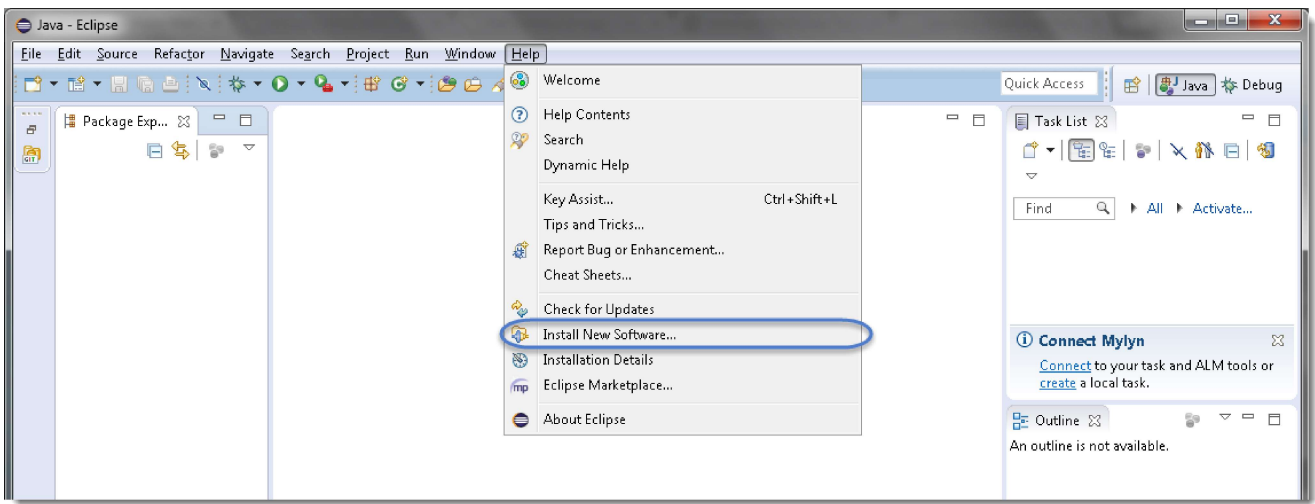 Java - Eclipse
File Edit Source Refactor Navigate Search Project Run Window Help
Quick Access
Java
Debug
GIT
Package Exp...
Welcome
Help Contents
Search
Dynamic Help
Key Assist... Ctrl+Shift+L
Tips and Tricks...
Report Bug or Enhancement...
Cheat Sheets...
Check for Updates
Install New Software...
Installation Details
mp Eclipse Marketplace...
About Eclipse
Task List
Find All Activate...
Connect Mylyn
Connect to your task and ALM tools or
create a local task.
Outline
An outline is not available.